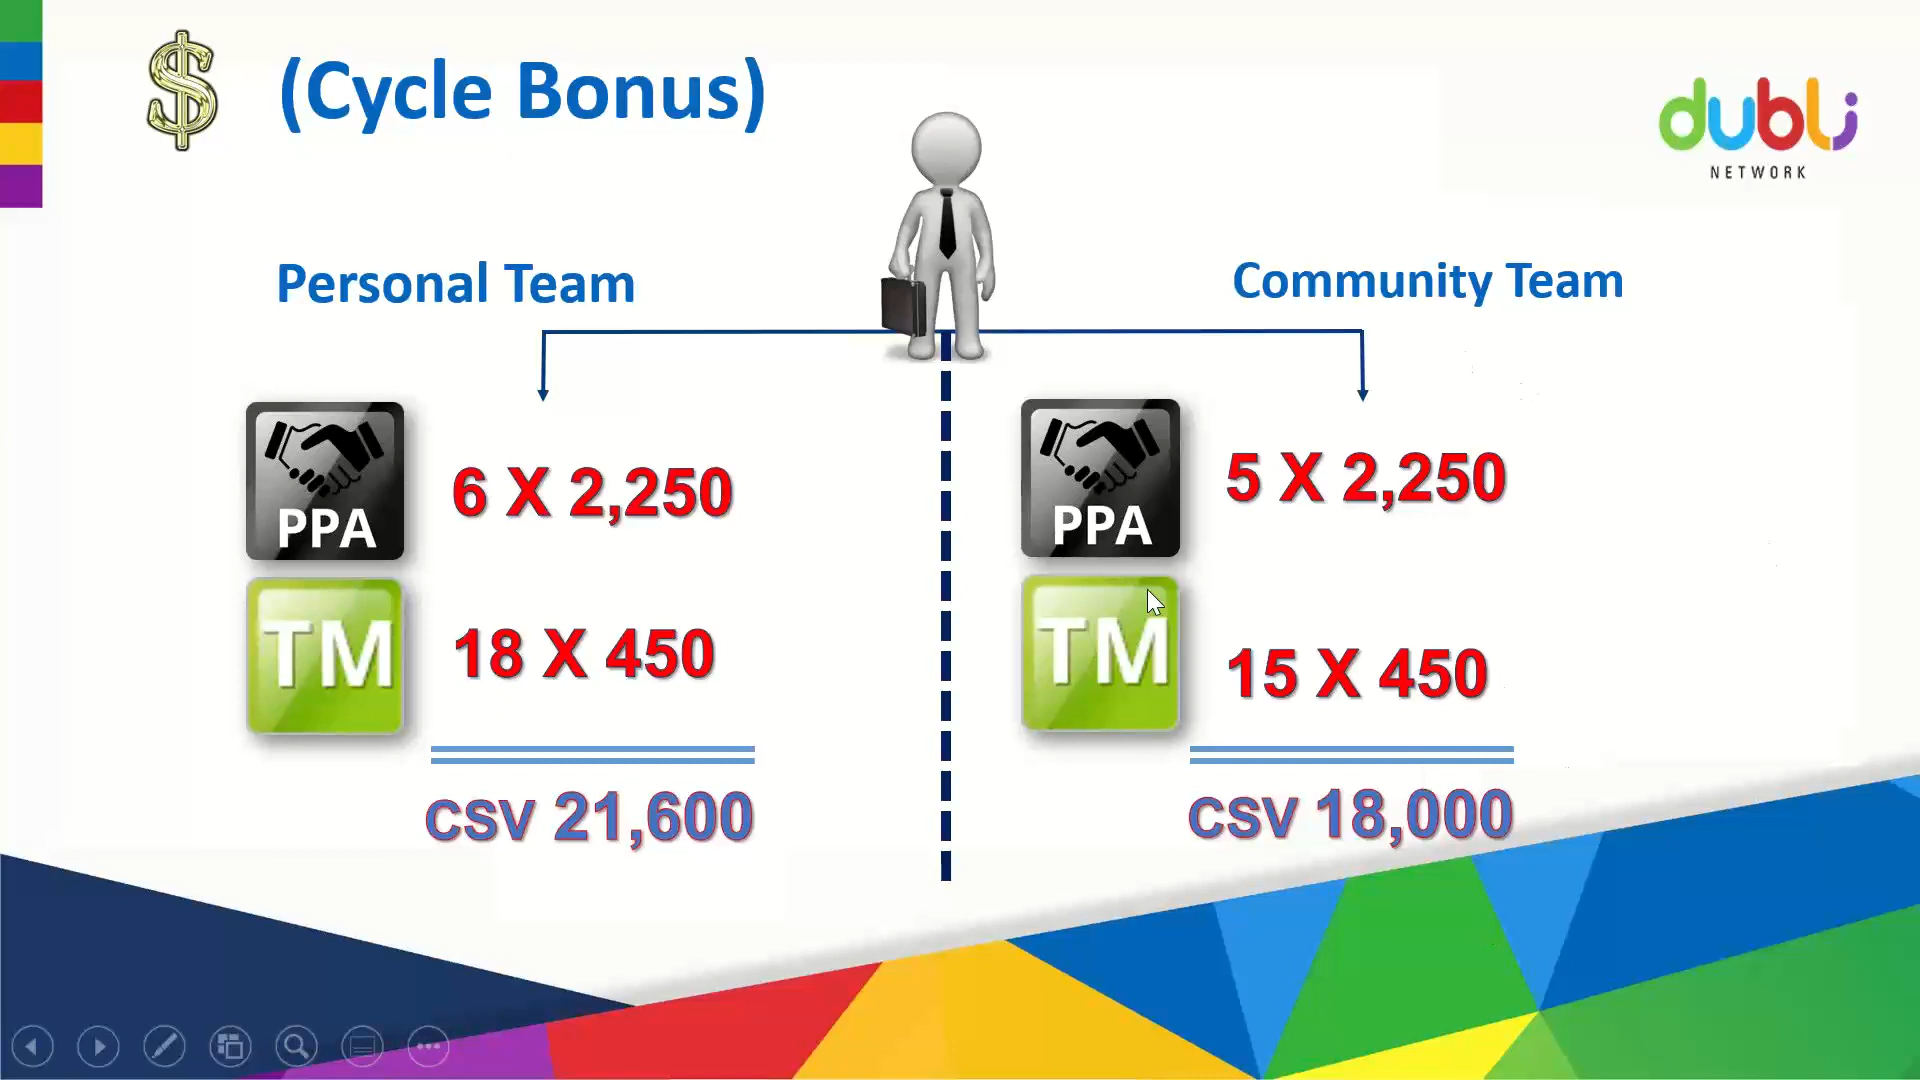 $ (Cycle Bonus)
dubli
NETWORK
Personal Team
Community Team
PPA
6 X 2,250
TM
18 X 450
CSV 21,600
PPA
5 X 2,250
TM
15 X 450
CSV 18,000